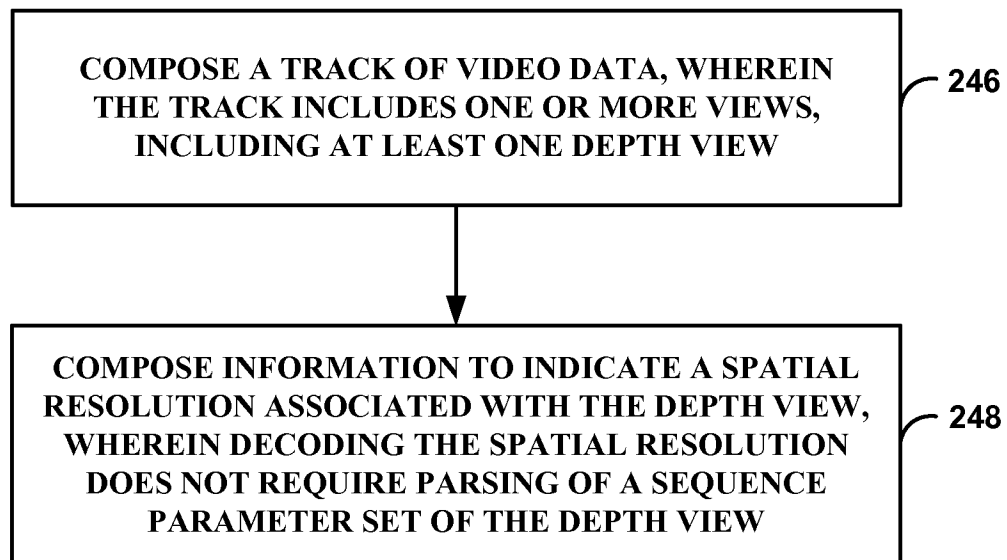 COMPOSE A TRACK OF VIDEO DATA, WHEREIN
THE TRACK INCLUDES ONE OR MORE VIEWS,
INCLUDING AT LEAST ONE DEPTH VIEW
246
COMPOSE INFORMATION TO INDICATE A SPATIAL
RESOLUTION ASSOCIATED WITH THE DEPTH VIEW,
WHEREIN DECODING THE SPATIAL RESOLUTION
DOES NOT REQUIRE PARSING OF A SEQUENCE
PARAMETER SET OF THE DEPTH VIEW
248